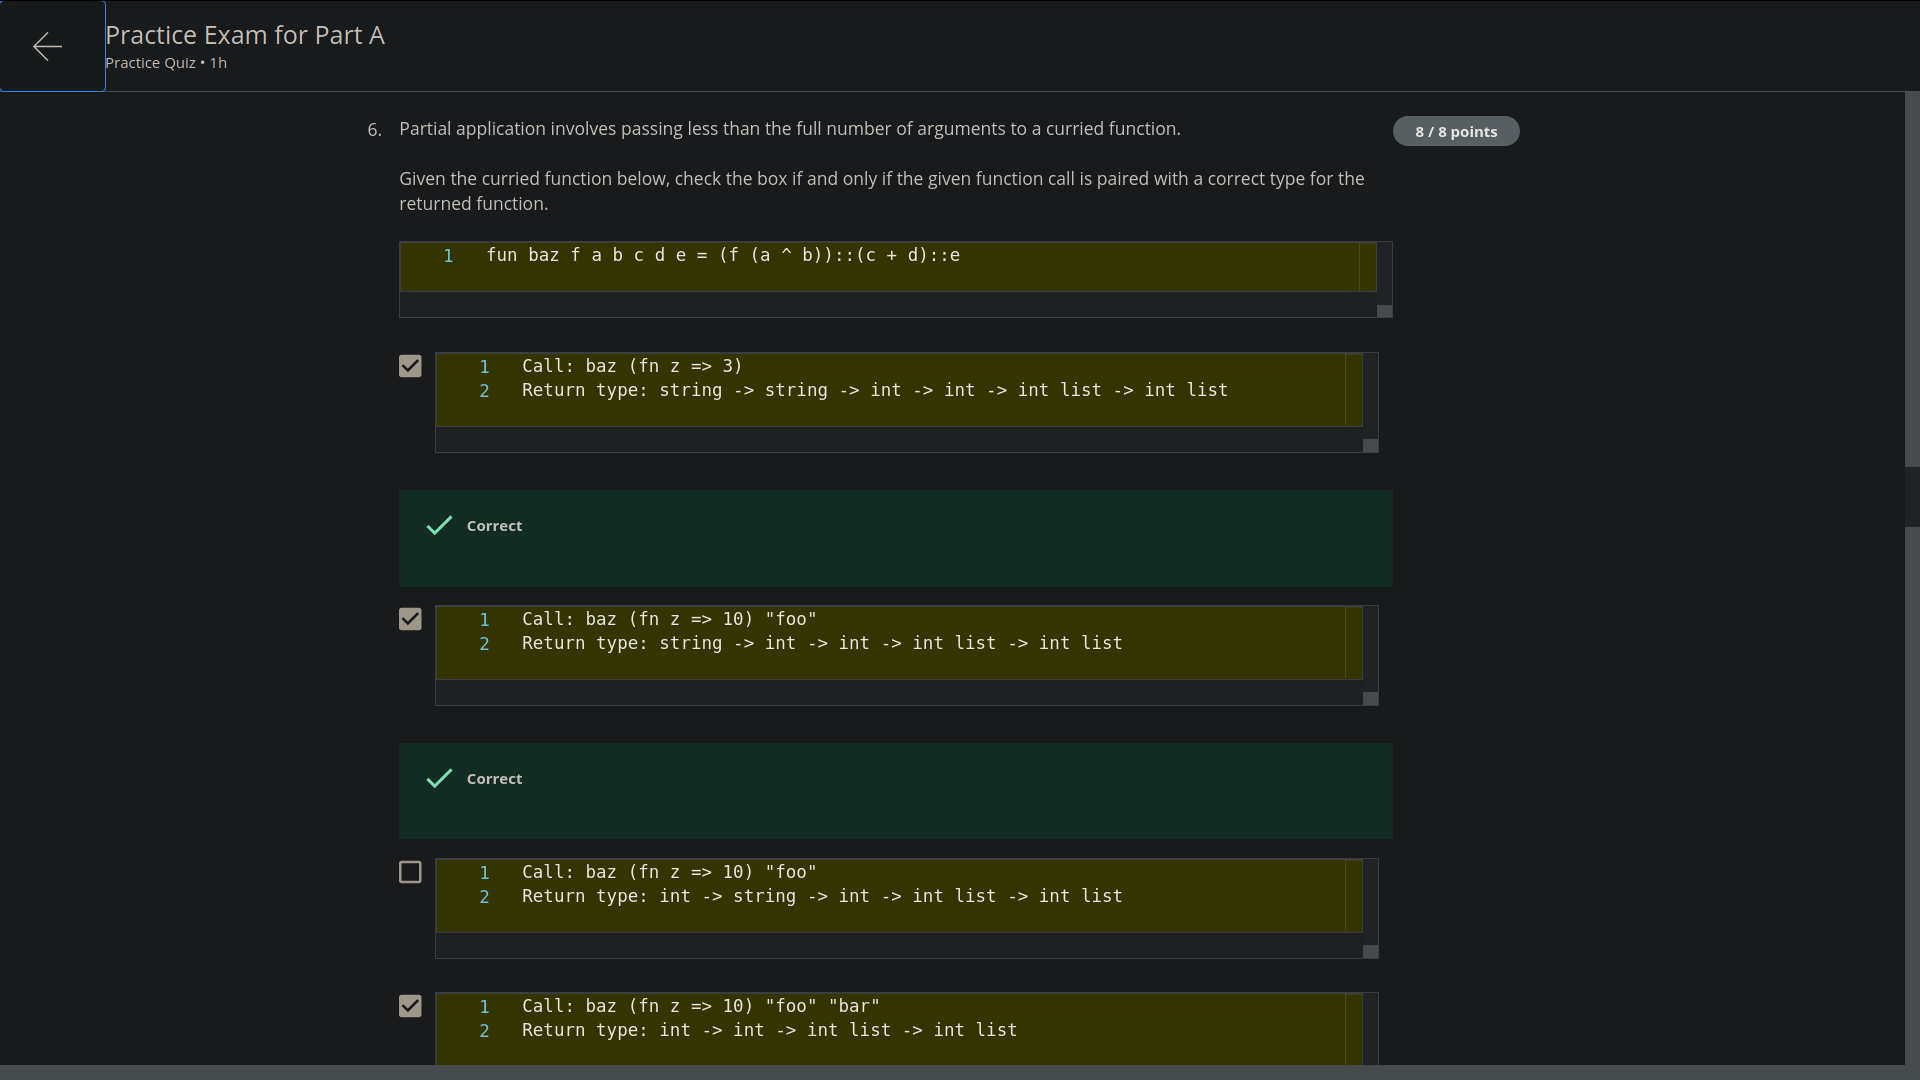 Practice Exam for Part A
Practice Quiz • 1h
6. Partial application involves passing less than the full number of arguments to a curried function.
8 / 8 points
Given the curried function below, check the box if and only if the given function call is paired with a correct type for the
returned function.
1 fun baz f a b c d e = (f (a ^ b))::(c + d)::e
1 Call: baz (fn z => 3)
2 Return type: string -> string -> int -> int -> int list -> int list
Correct
1 Call: baz (fn z => 10) "foo"
2 Return type: string -> int -> int -> int list -> int list
Correct
1 Call: baz (fn z => 10) "foo"
2 Return type: int -> string -> int -> int list -> int list
1 Call: baz (fn z => 10) "foo" "bar"
2 Return type: int -> int -> int list -> int list